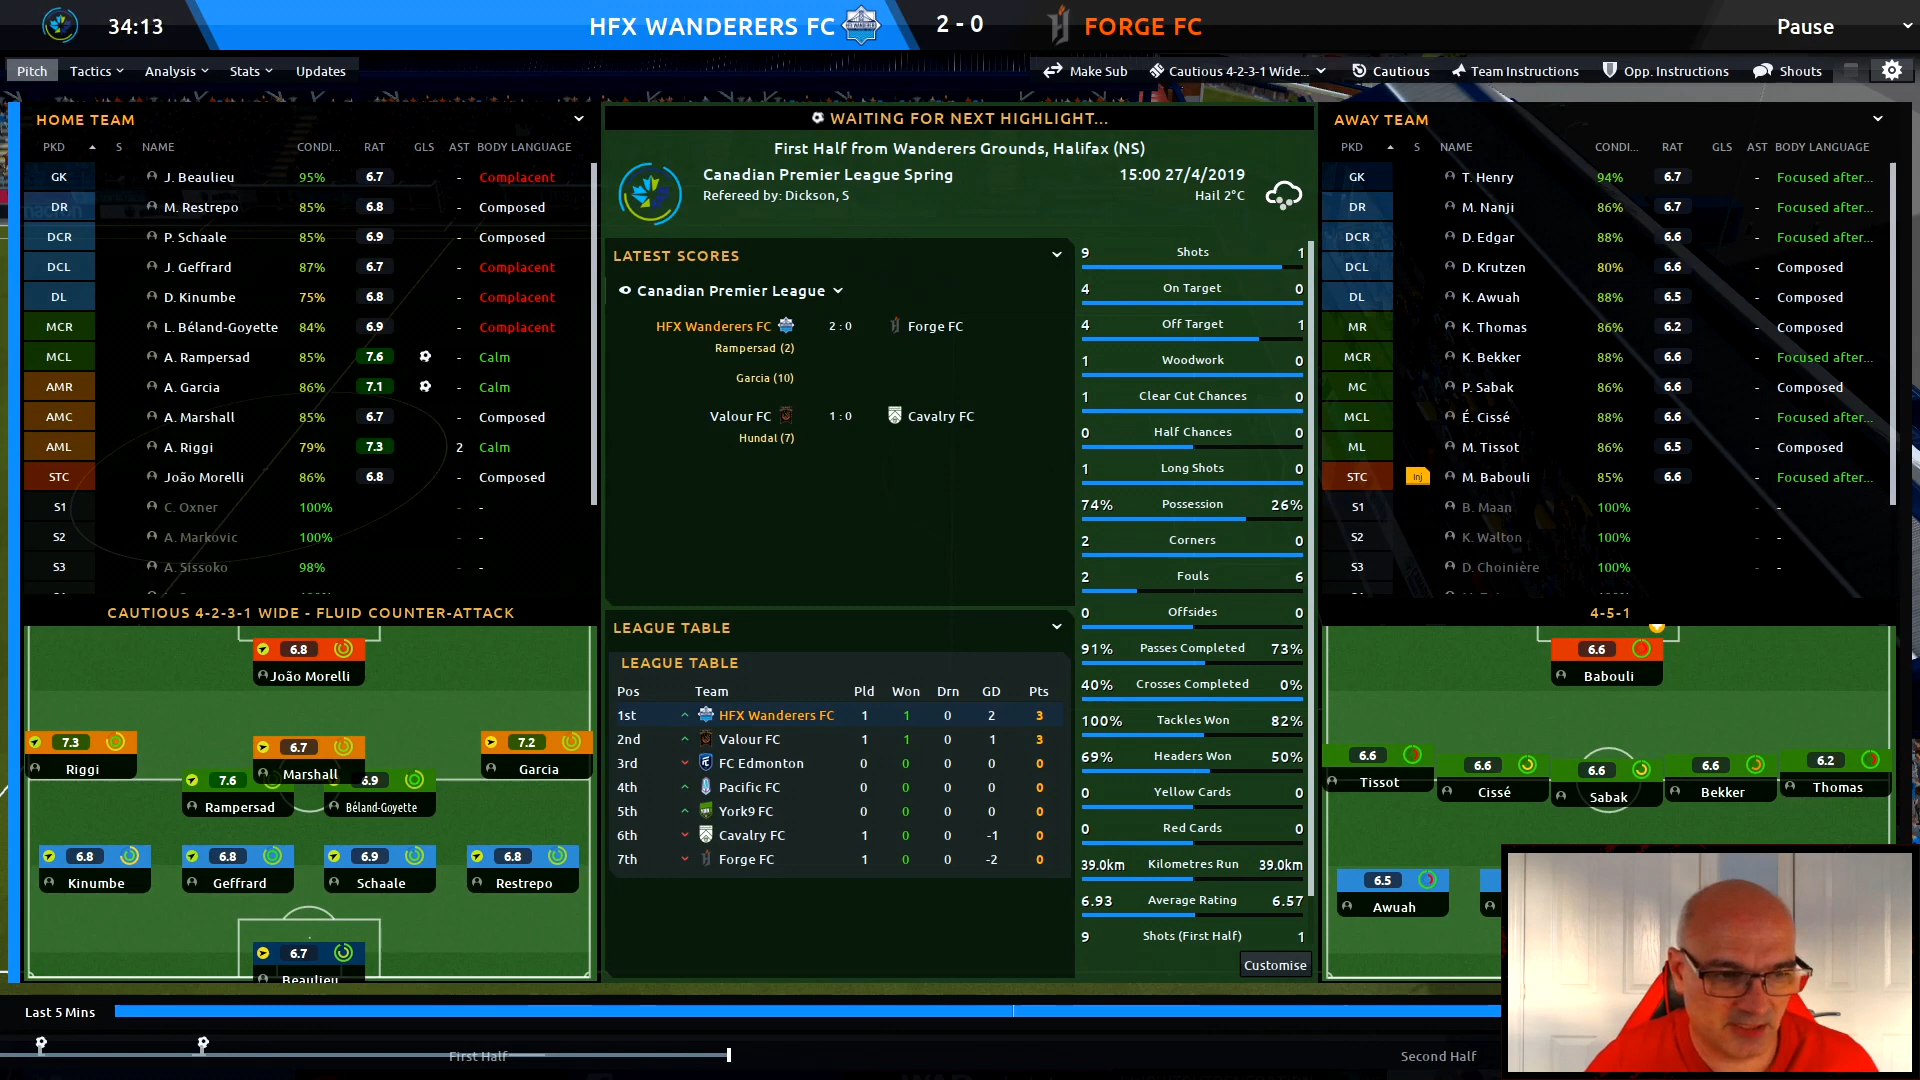 34:13
HFX WANDERERS FC
2 - 0
FORGE FC
Pause
Pitch
Tactics
Analysis
Stats
Updates
Make Sub
Cautious 4-2-3-1 Wide...
Cautious
Team Instructions
Opp. Instructions
Shouts
HOME TEAM
PKD S NAME CONDI... RAT GLS AST BODY LANGUAGE
GK J. Beaulieu 95% 6.7 - Complacent
DR M. Restrepo 85% 6.8 - Composed
DCR P. Schaale 85% 6.9 - Composed
DCL J. Geffrard 87% 6.7 - Complacent
DL D. Kinumbe 75% 6.8 - Complacent
MCR L. Béland-Goyette 84% 6.9 - Complacent
MCL A. Rampersad 85% 7.6 - Calm
AMR A. Garcia 86% 7.1 - Calm
AMC A. Marshall 85% 6.7 - Composed
AML A. Riggi 79% 7.3 2 Calm
STC João Morelli 86% 6.8 - Composed
S1 C. Oxner 100% - -
S2 A. Markovic 100% - -
S3 A. Sissoko 98% - -
CAUTIOUS 4-2-3-1 WIDE - FLUID COUNTER-ATTACK
6.8
João Morelli
7.3
Riggi
6.7
Marshall
7.2
Garcia
7.6
Rampersad
6.9
Béland-Goyette
6.8
Kinumbe
6.8
Geffrard
6.9
Schaale
6.8
Restrepo
6.7
Beaulieu
WAITING FOR NEXT HIGHLIGHT...
First Half from Wanderers Grounds, Halifax (NS)
Canadian Premier League Spring
15:00 27/4/2019
Refereed by: Dickson, S
Hail 2°C
LATEST SCORES
Canadian Premier League
HFX Wanderers FC 2 : 0 Forge FC
Rampersad (2)
Garcia (10)
Valour FC 1 : 0 Cavalry FC
Hundal (7)
LEAGUE TABLE
LEAGUE TABLE
Pos Team Pld Won Drn GD Pts
1st HFX Wanderers FC 1 1 0 2 3
2nd Valour FC 1 1 0 1 3
3rd FC Edmonton 0 0 0 0 0
4th Pacific FC 0 0 0 0 0
5th York9 FC 0 0 0 0 0
6th Cavalry FC 1 0 0 -1 0
7th Forge FC 1 0 0 -2 0
9 Shots 1
4 On Target 0
4 Off Target 1
1 Woodwork 0
1 Clear Cut Chances 0
0 Half Chances 0
1 Long Shots 0
74% Possession 26%
2 Corners 0
2 Fouls 6
0 Offsides 0
91% Passes Completed 73%
40% Crosses Completed 0%
100% Tackles Won 82%
69% Headers Won 50%
0 Yellow Cards 0
0 Red Cards 0
39.0km Kilometres Run 39.0km
6.93 Average Rating 6.57
9 Shots (First Half) 1
Customise
AWAY TEAM
PKD S NAME CONDI... RAT GLS AST BODY LANGUAGE
GK T. Henry 94% 6.7 - Focused after...
DR M. Nanji 86% 6.7 - Focused after...
DCR D. Edgar 88% 6.6 - Focused after...
DCL D. Krutzen 80% 6.6 - Composed
DL K. Awuah 88% 6.5 - Composed
MR K. Thomas 86% 6.2 - Composed
MCR K. Bekker 88% 6.6 - Focused after...
MC P. Sabak 86% 6.6 - Composed
MCL É. Cissé 88% 6.6 - Focused after...
ML M. Tissot 86% 6.5 - Composed
STC Inj M. Babouli 85% 6.6 - Focused after...
S1 B. Maan 100% - -
S2 K. Walton 100% - -
S3 D. Choinière 100% - -
4-5-1
6.6
Babouli
6.6
Tissot
6.6
Cissé
6.6
Sabak
6.6
Bekker
6.2
Thomas
6.5
Awuah
Last 5 Mins
First Half
Second Half